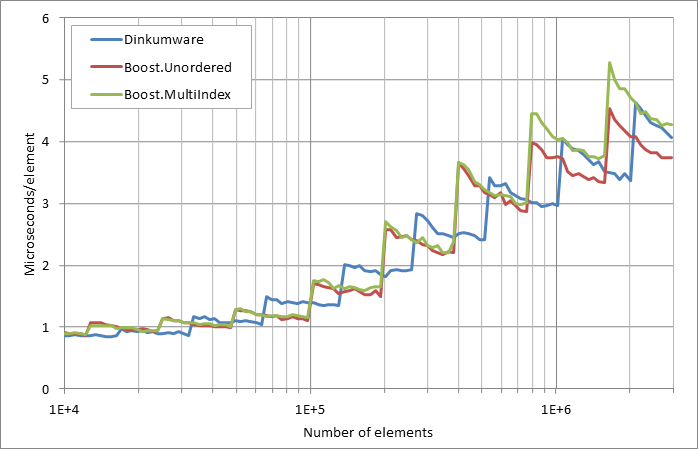 6
5
4
3
2
1
0
Microseconds/element
Dinkumware
Boost.Unordered
Boost.MultiIndex
1E+4
1E+5
1E+6
Number of elements